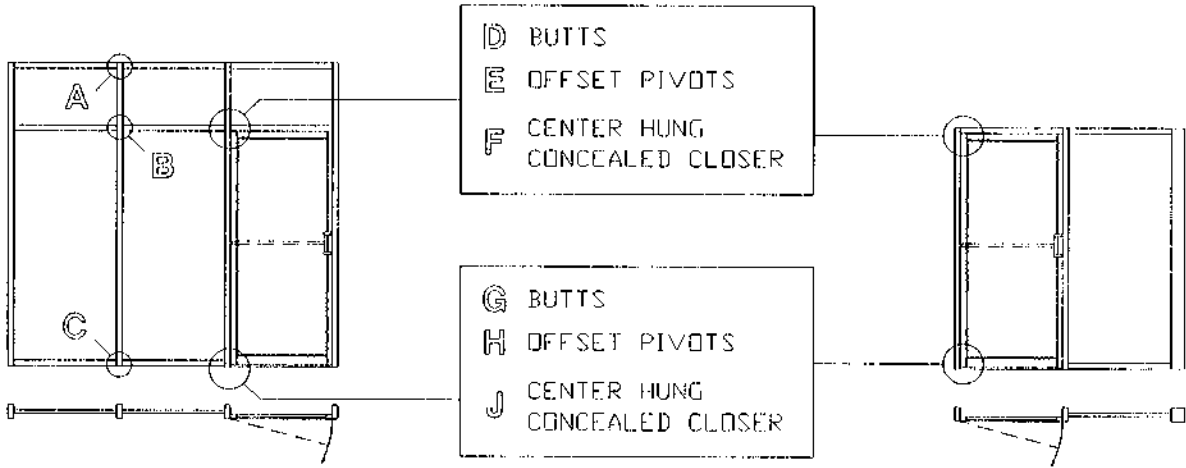 D BUTTS
E OFFSET PIVOTS
F CENTER HUNG
CONCEALED CLOSER
A
B
C
G BUTTS
H OFFSET PIVOTS
J CENTER HUNG
CONCEALED CLOSER